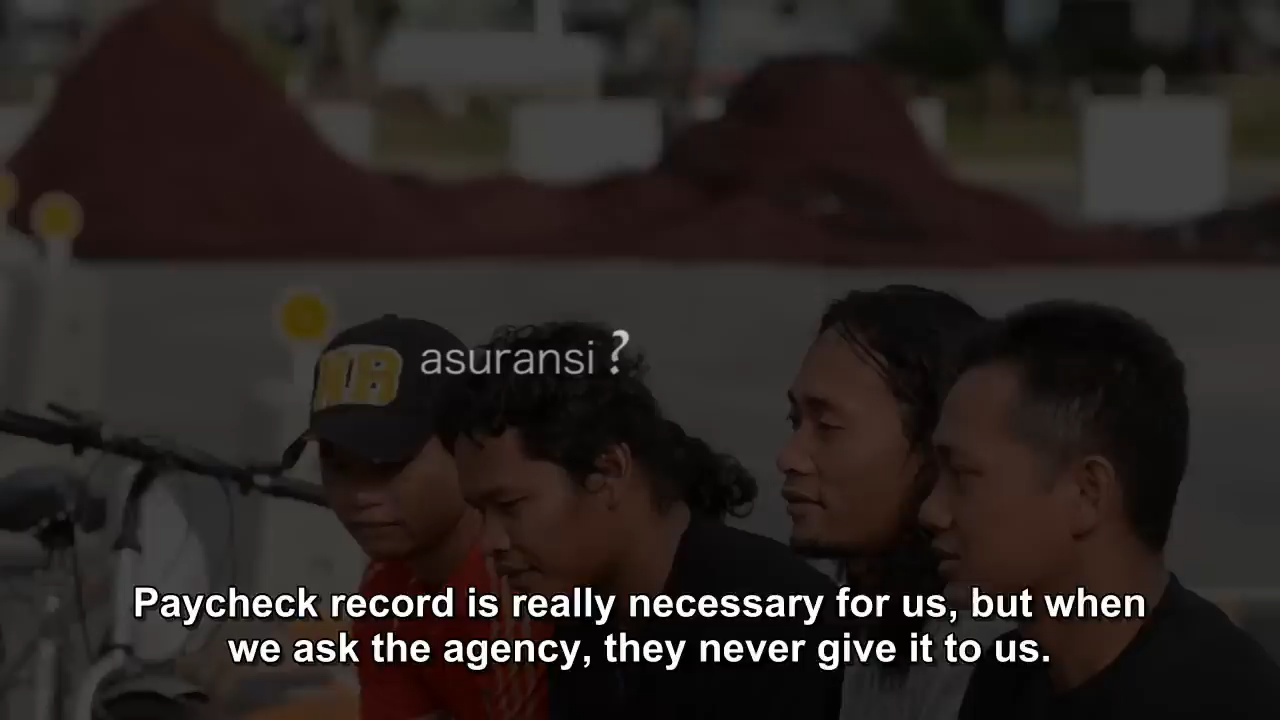 asuransi ?
Paycheck record is really necessary for us, but when
we ask the agency, they never give it to us.